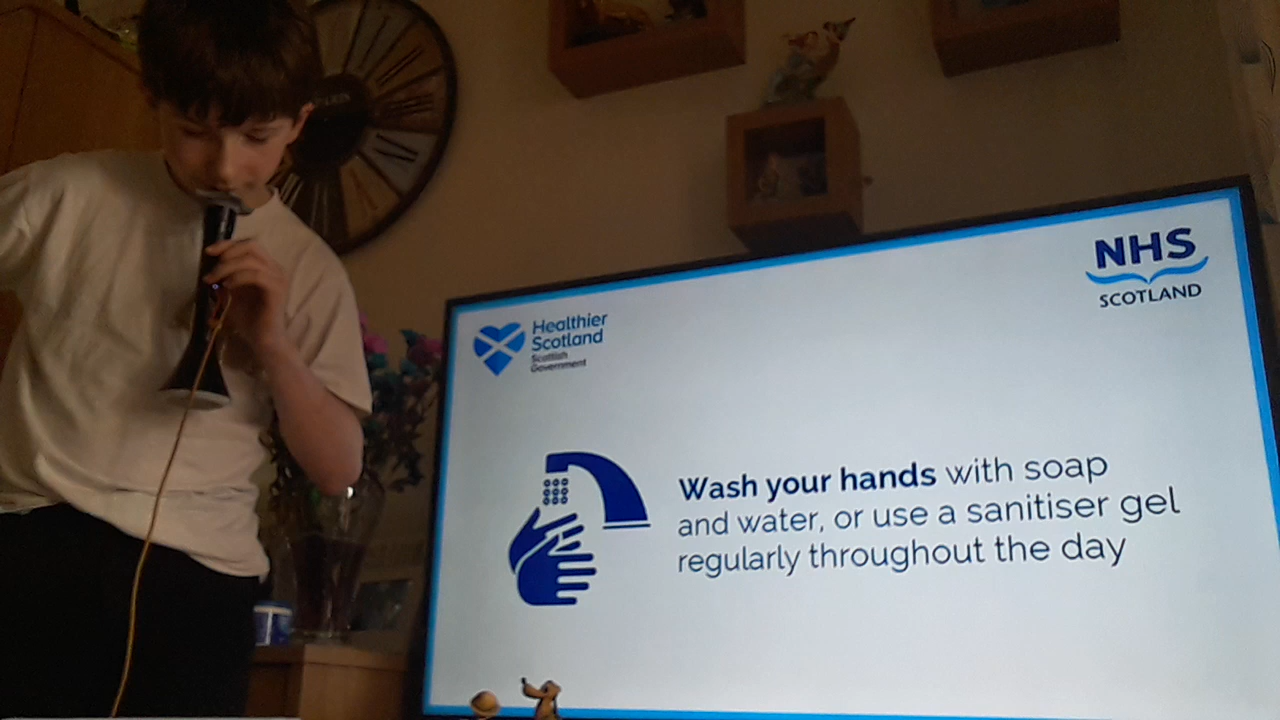 NHS
SCOTLAND
Healthier
Scotland
Scottish
Government
Wash your hands with soap
and water, or use a sanitiser gel
regularly throughout the day